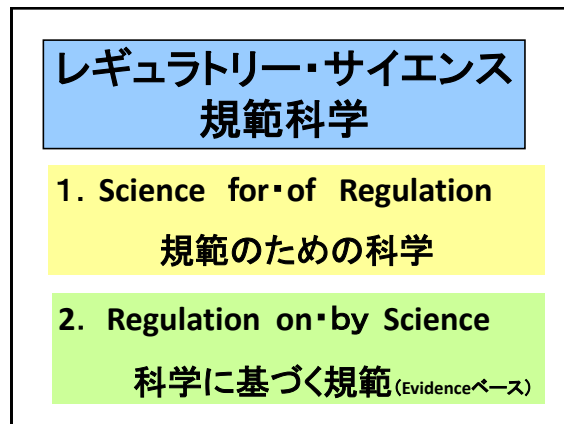 レギュラトリー・サイエンス
規範科学
１. Science for・of Regulation
規範のための科学
2. Regulation on・by Science
科学に基づく規範(Evidenceベース)